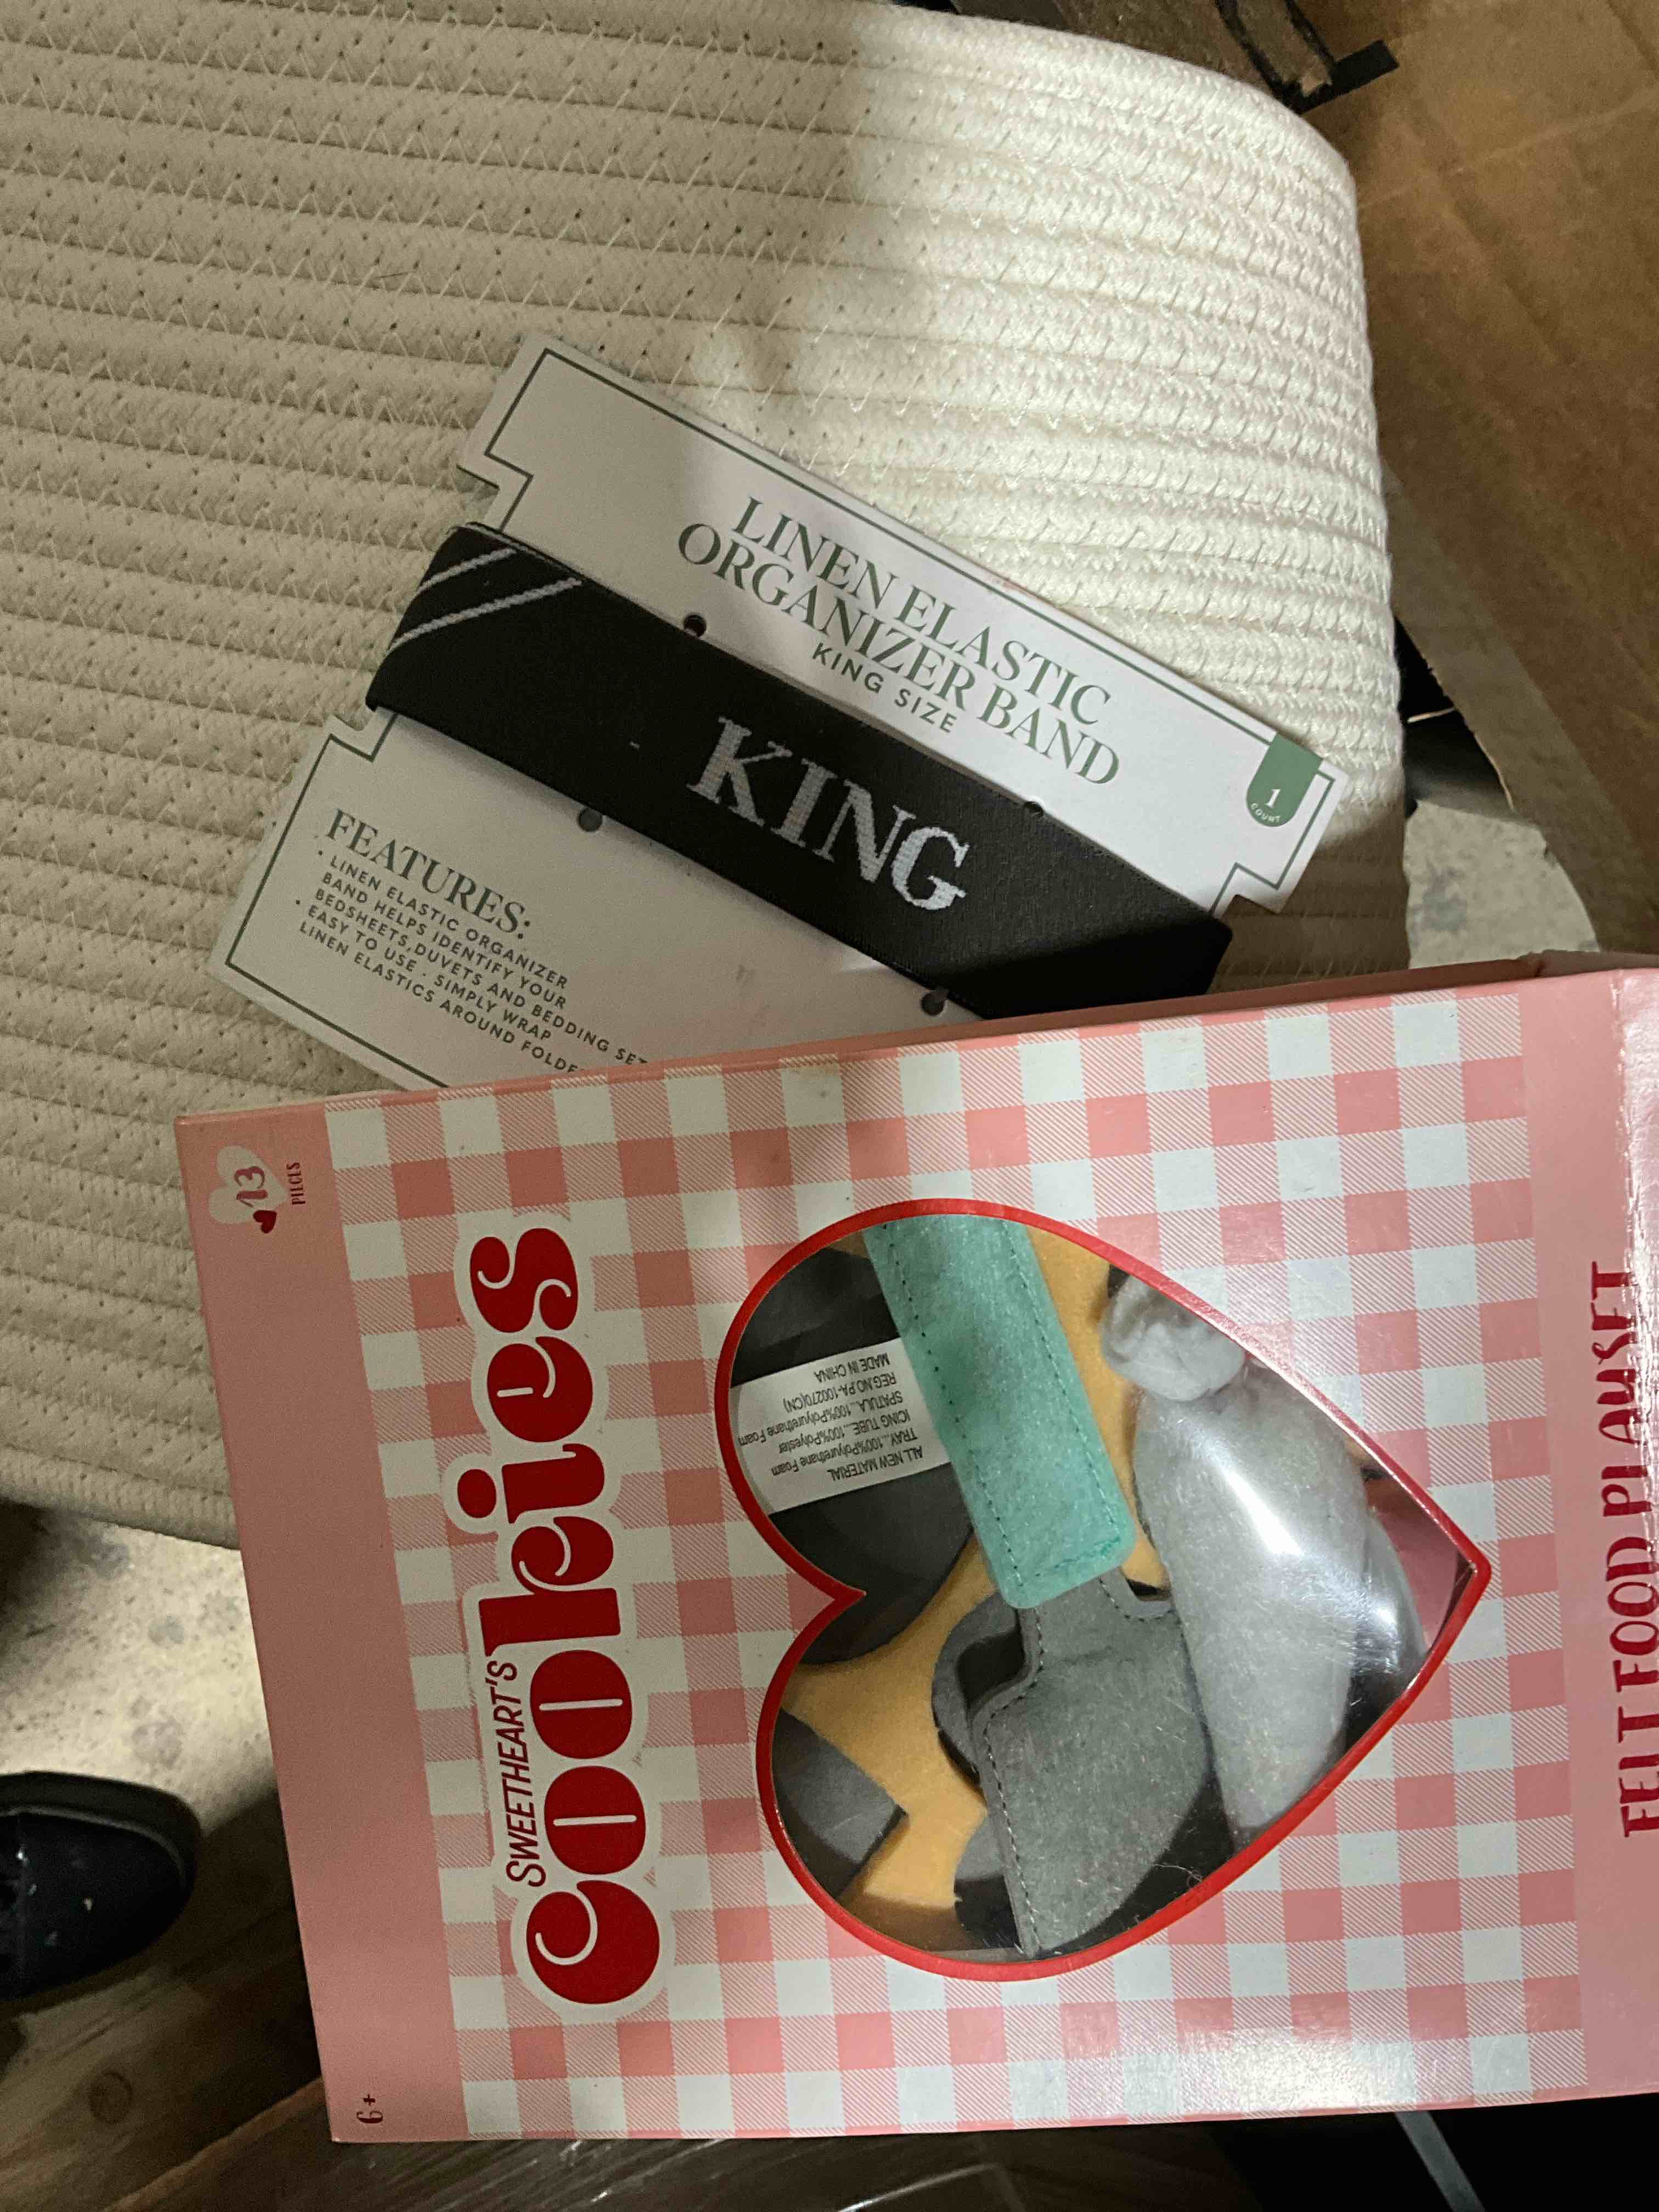 LINEN ELASTIC
ORGANIZER BAND
KING SIZE
1
COUNT
KING
FEATURES:
• LINEN ELASTIC ORGANIZER
BAND HELPS IDENTIFY YOUR
BEDSHEETS, DUVETS AND BEDDING SET
• EASY TO USE . SIMPLY WRAP
LINEN ELASTICS AROUND FOLDE
13
PIECES
SWEETHEART'S
cookies
ALL NEW MATERIAL
TRAY...100%Polyurethane Foam
ICING TUBE...100%Polyester
SPATULA...100%Polyurethane Foam
REG.NO.PA-100270(CN)
MADE IN CHINA
FELT FOOD PLAYSET
6+